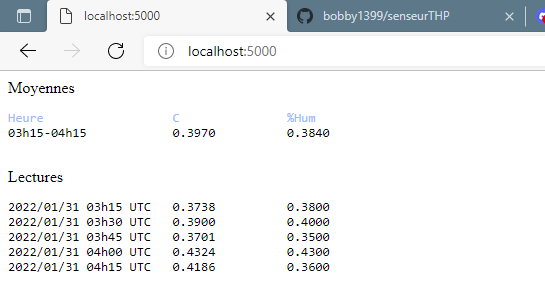 localhost:5000
bobby1399/senseurTHP
localhost:5000
Moyennes
Heure C %Hum
03h15-04h15 0.3970 0.3840
Lectures
2022/01/31 03h15 UTC 0.3738 0.3800
2022/01/31 03h30 UTC 0.3900 0.4000
2022/01/31 03h45 UTC 0.3701 0.3500
2022/01/31 04h00 UTC 0.4324 0.4300
2022/01/31 04h15 UTC 0.4186 0.3600